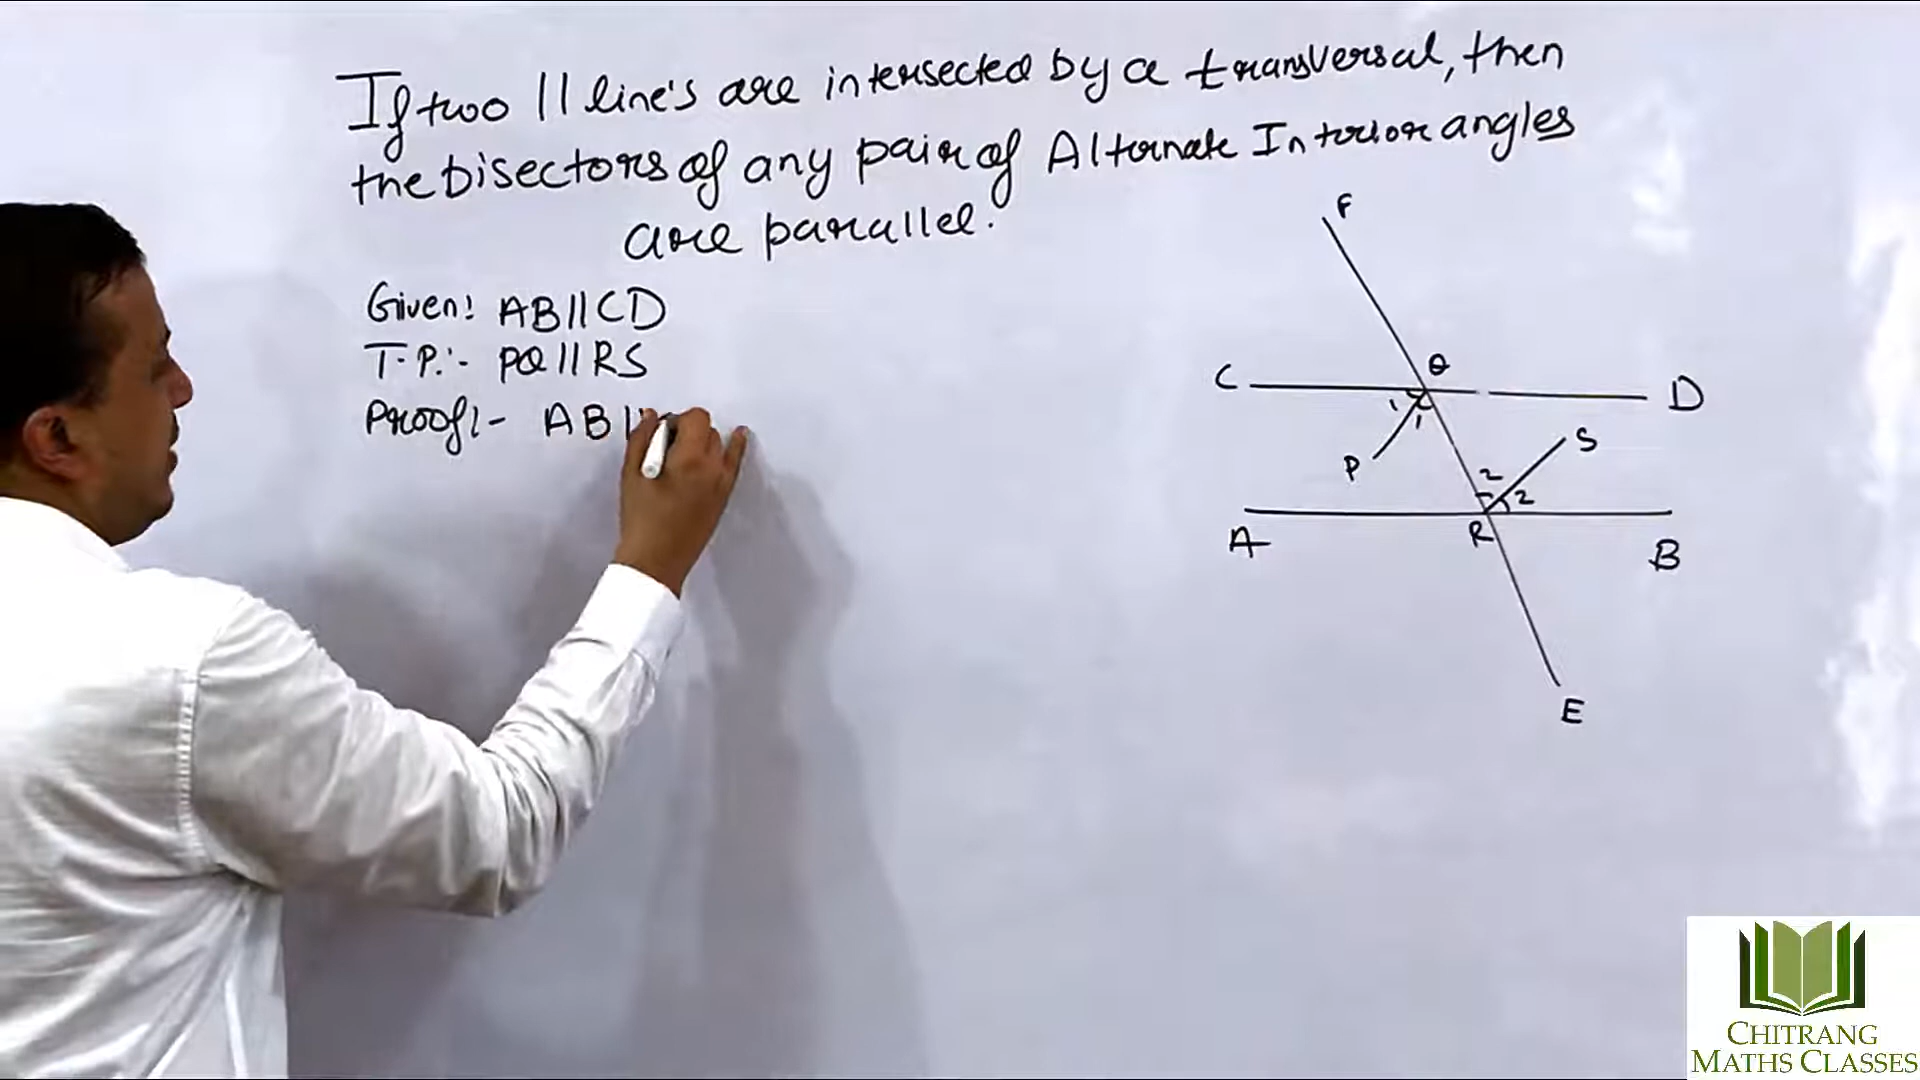 If two || line's are intersected by a transversal, then
the bisectors of any pair of Alternate Interior angles
are parallel.
Given: AB||CD
T.P.:- PQ||RS
Proof:- AB||
F
C
Q
D
1
1
P
S
2
2
A
R
B
E
CHITRANG
MATHS CLASSES